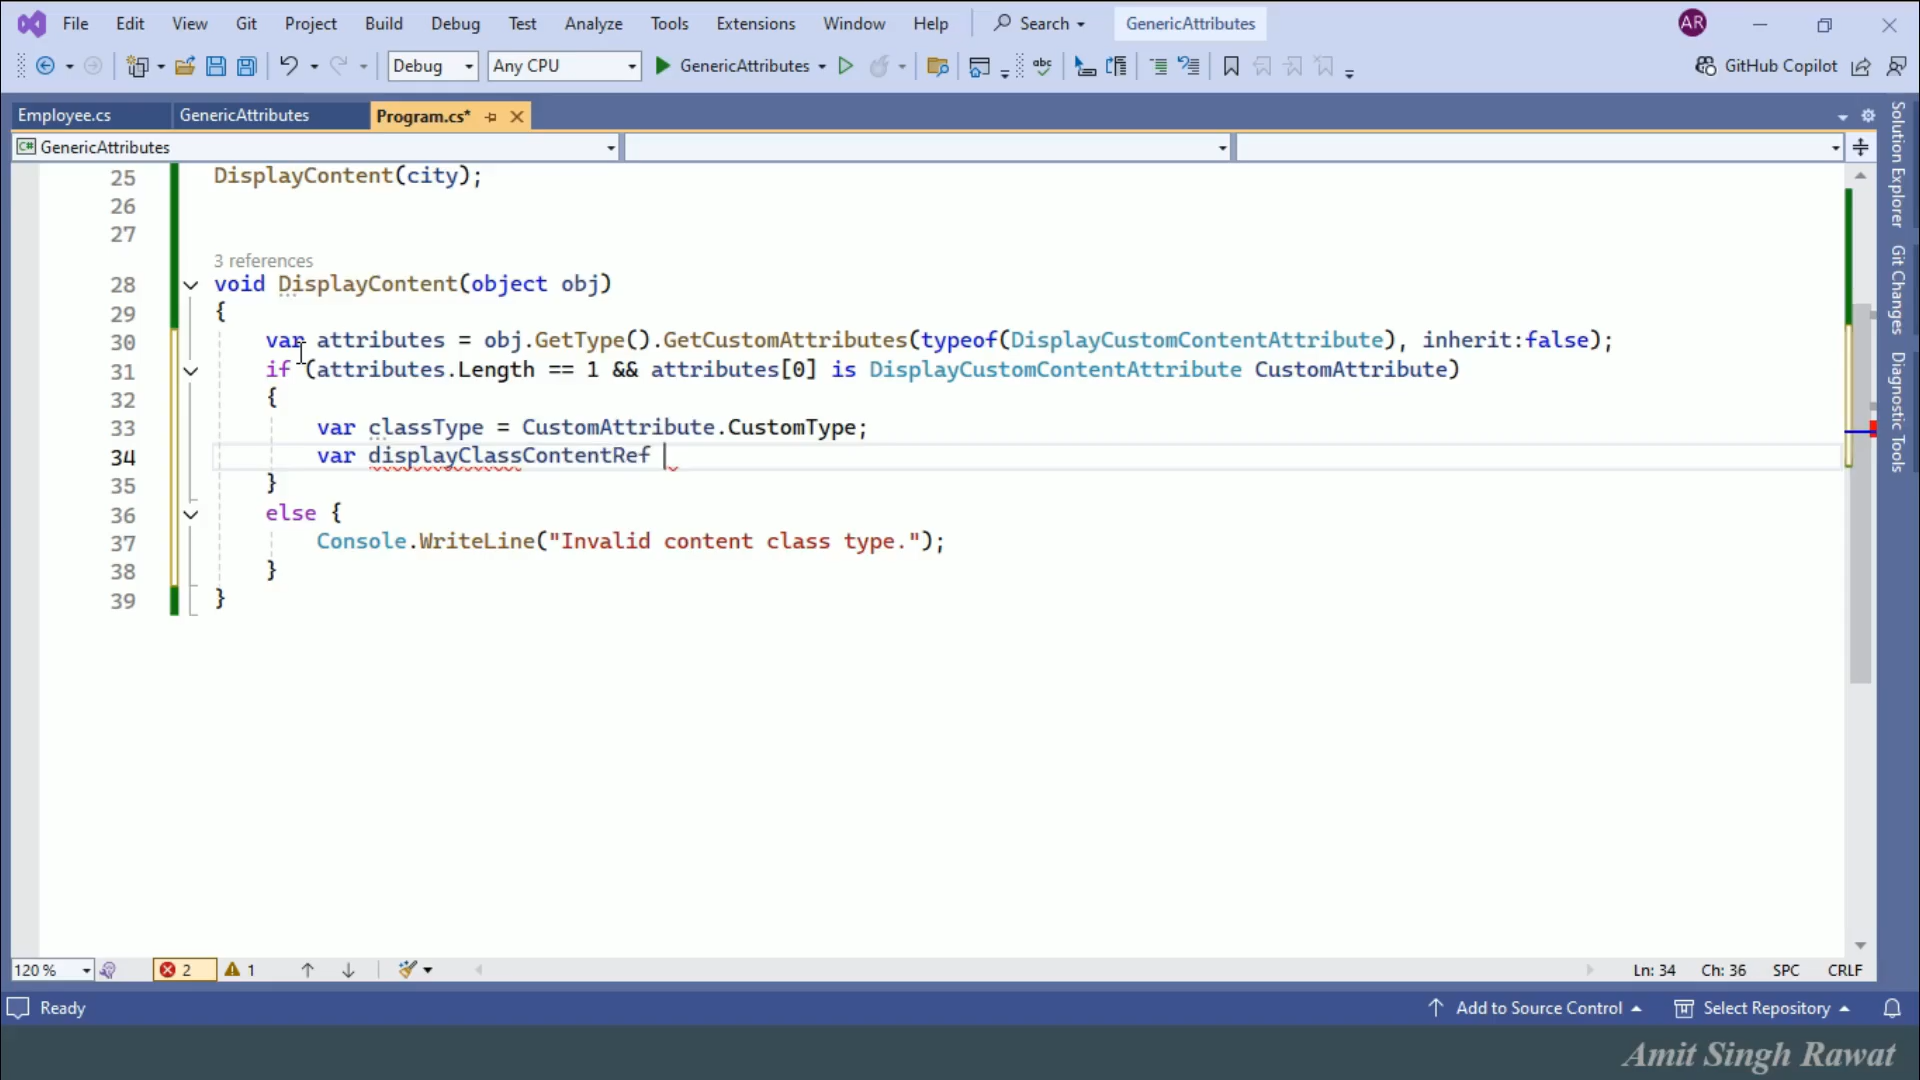 File Edit View Git Project Build Debug Test Analyze Tools Extensions Window Help Search GenericAttributes AR
Debug Any CPU GenericAttributes GitHub Copilot
Employee.cs GenericAttributes Program.cs*
C# GenericAttributes
25 DisplayContent(city);
26
27
3 references
28 void DisplayContent(object obj)
29 {
30 var attributes = obj.GetType().GetCustomAttributes(typeof(DisplayCustomContentAttribute), inherit:false);
31 if (attributes.Length == 1 && attributes[0] is DisplayCustomContentAttribute CustomAttribute)
32 {
33 var classType = CustomAttribute.CustomType;
34 var displayClassContentRef
35 }
36 else {
37 Console.WriteLine("Invalid content class type.");
38 }
39 }
Solution Explorer
Git Changes
Diagnostic Tools
120 % 2 1 Ln: 34 Ch: 36 SPC CRLF
Ready Add to Source Control Select Repository
Amit Singh Rawat